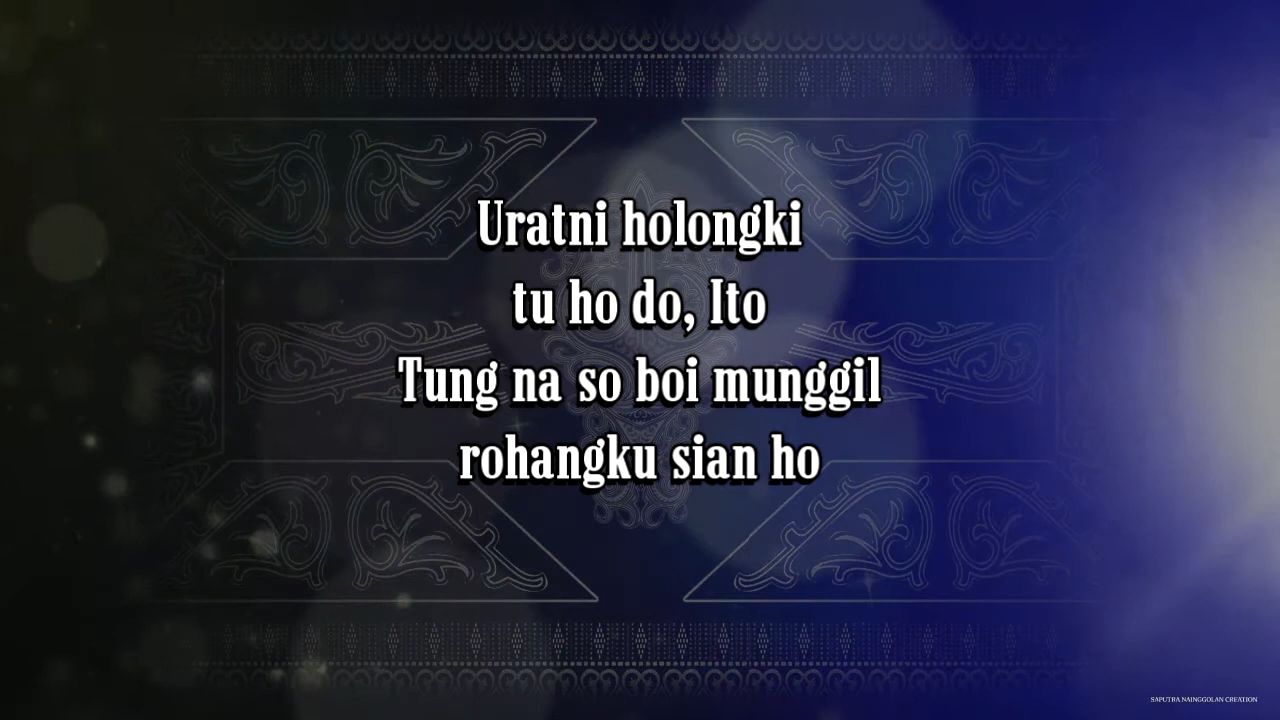 Uratni holongki
tu ho do, Ito
Tung na so boi munggil
rohangku sian ho
SAPUTRA NAINGGOLAN CREATION